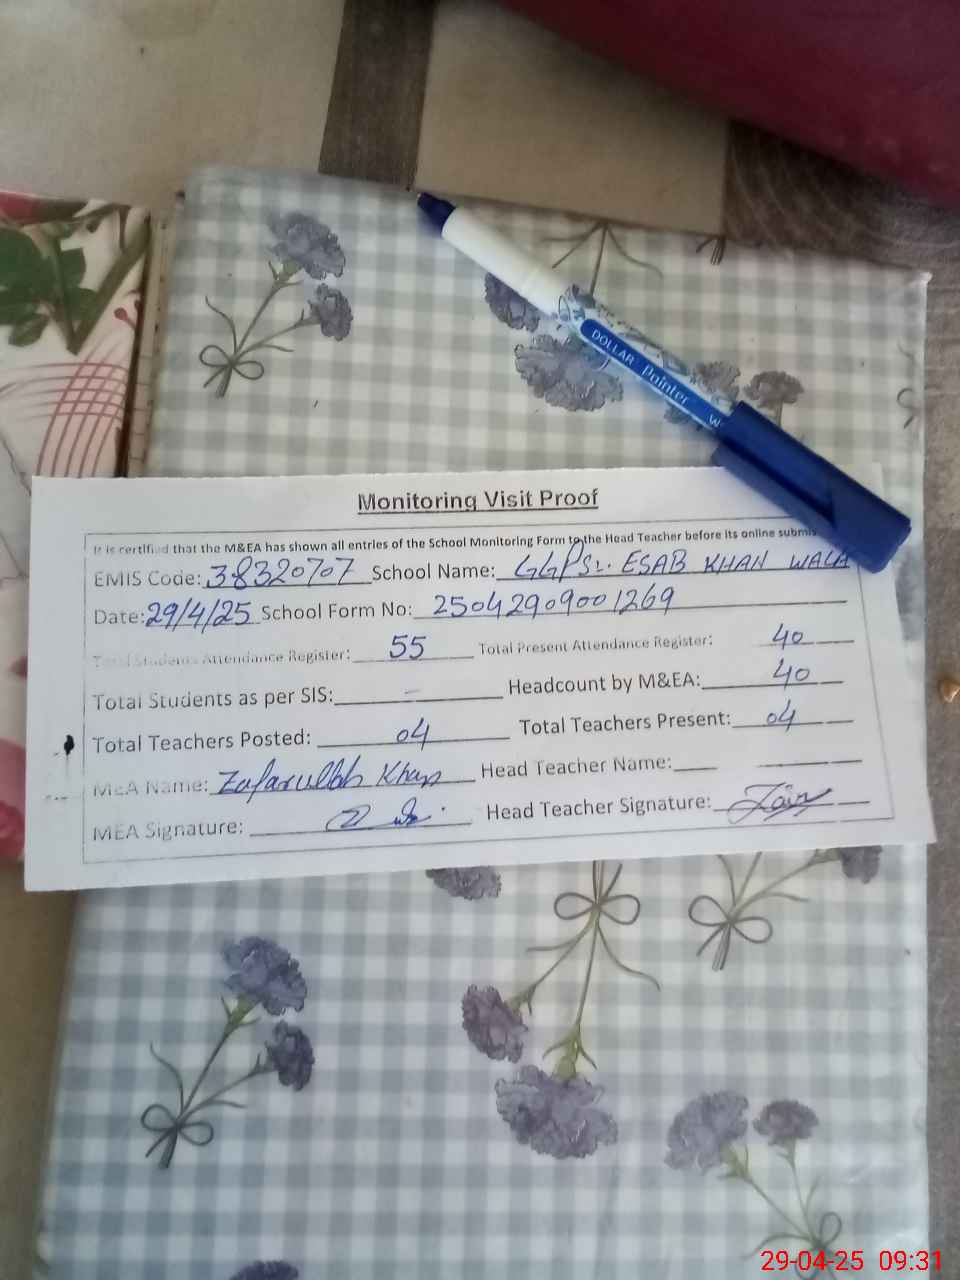 DOLLAR Pointer
Monitoring Visit Proof
It is certified that the M&EA has shown all entries of the School Monitoring Form to the Head Teacher before its online
EMIS Code: 38320707 School Name: GGPS:. ESAB KHAN WALA
Date: 29/4/25 School Form No: 25042909001269
Total Students Attendance Register: 55 Total Present Attendance Register: 40
Total Students as per SIS: - Headcount by M&EA: 40
Total Teachers Posted: 04 Total Teachers Present: 04
MEA Name: Zafarullah Khan Head Teacher Name:
MEA Signature: Head Teacher Signature:
29-04-25 09:31